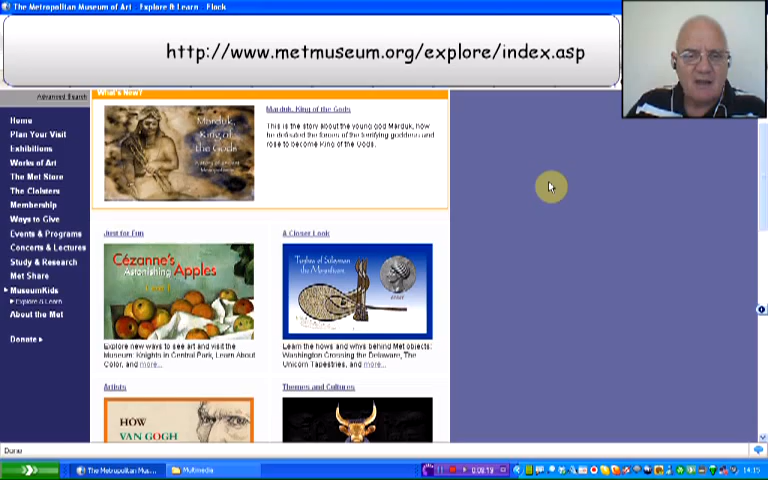 The Metropolitan Museum of Art - Explore & Learn - Flock
http://www.metmuseum.org/explore/index.asp
Advanced Search
What's New?
Home
Plan Your Visit
Exhibitions
Works of Art
The Met Store
The Cloisters
Membership
Ways to Give
Events & Programs
Concerts & Lectures
Study & Research
Met Share
MuseumKids
Explore & Learn
About the Met
Donate
Marduk,
King of
the Gods
Marduk, King of the Gods
This is the story about the young god Marduk, how
he defeated the forces of the terrifying goddess and
rose to become King of the Gods.
Just for Fun
Cézanne's
Astonishing Apples
Explore new ways to see art and visit the
Museum: Knights in Central Park, Learn About
Color, and more...
A Closer Look
the Magnificent
Learn the hows and whys behind Met objects:
Washington Crossing the Delaware, The
Unicorn Tapestries, and more...
Artists
HOW
VAN GOGH
Themes and Cultures
Done
The Metropolitan Mus...
Multimedia
14:15